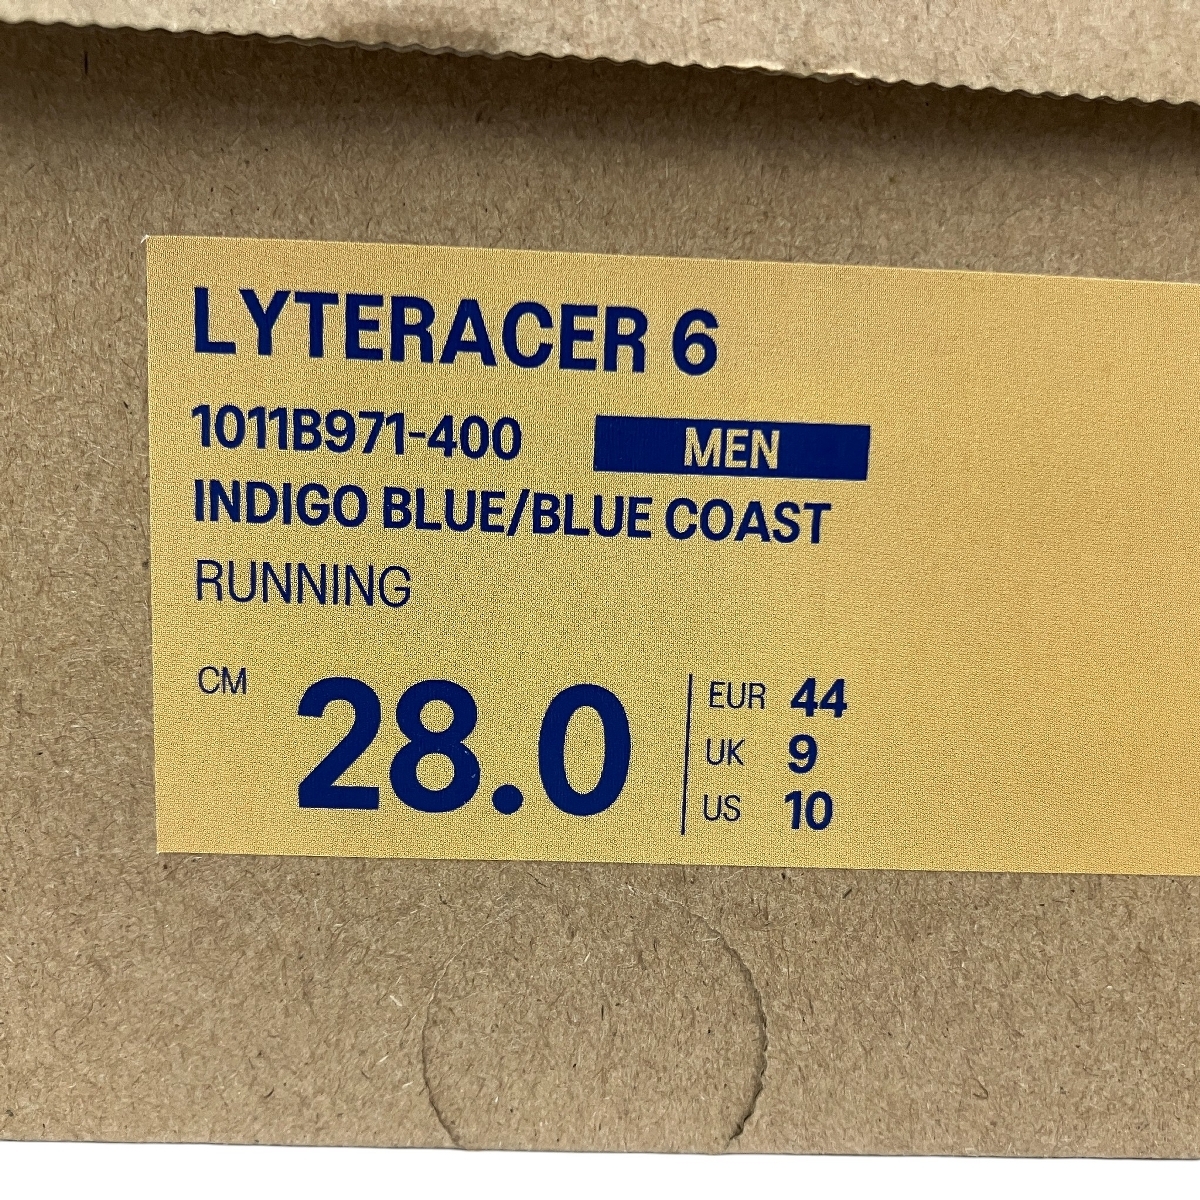 LYTERACER 6
1011B971-400 MEN
INDIGO BLUE/BLUE COAST
RUNNING
CM 28.0
EUR 44
UK 9
US 10